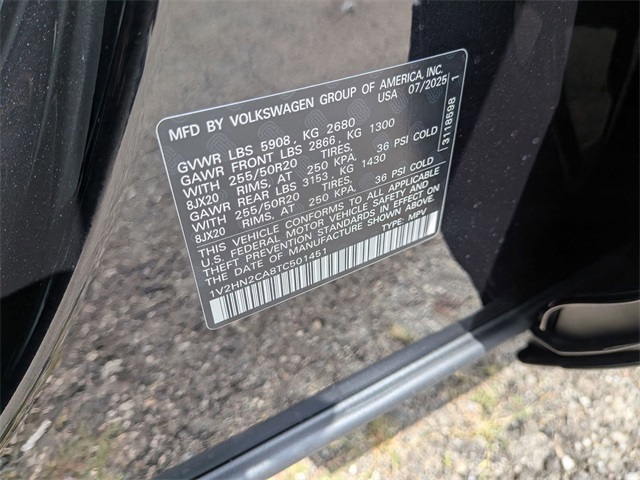 MFD BY VOLKSWAGEN GROUP OF AMERICA, INC.
USA 07/2025
GVWR LBS 5908, KG 2680
GAWR FRONT LBS 2866, KG 1300
WITH 255/50R20 TIRES,
8JX20 RIMS, AT 250 KPA, 36 PSI COLD
GAWR REAR LBS 3153, KG 1430
WITH 255/50R20 TIRES,
8JX20 RIMS, AT 250 KPA, 36 PSI COLD
THIS VEHICLE CONFORMS TO ALL APPLICABLE
U.S. FEDERAL MOTOR VEHICLE SAFETY AND
THEFT PREVENTION STANDARDS IN EFFECT ON
THE DATE OF MANUFACTURE SHOWN ABOVE.
TYPE: MPV
1V2HN2CA8TC501451
3118598 1